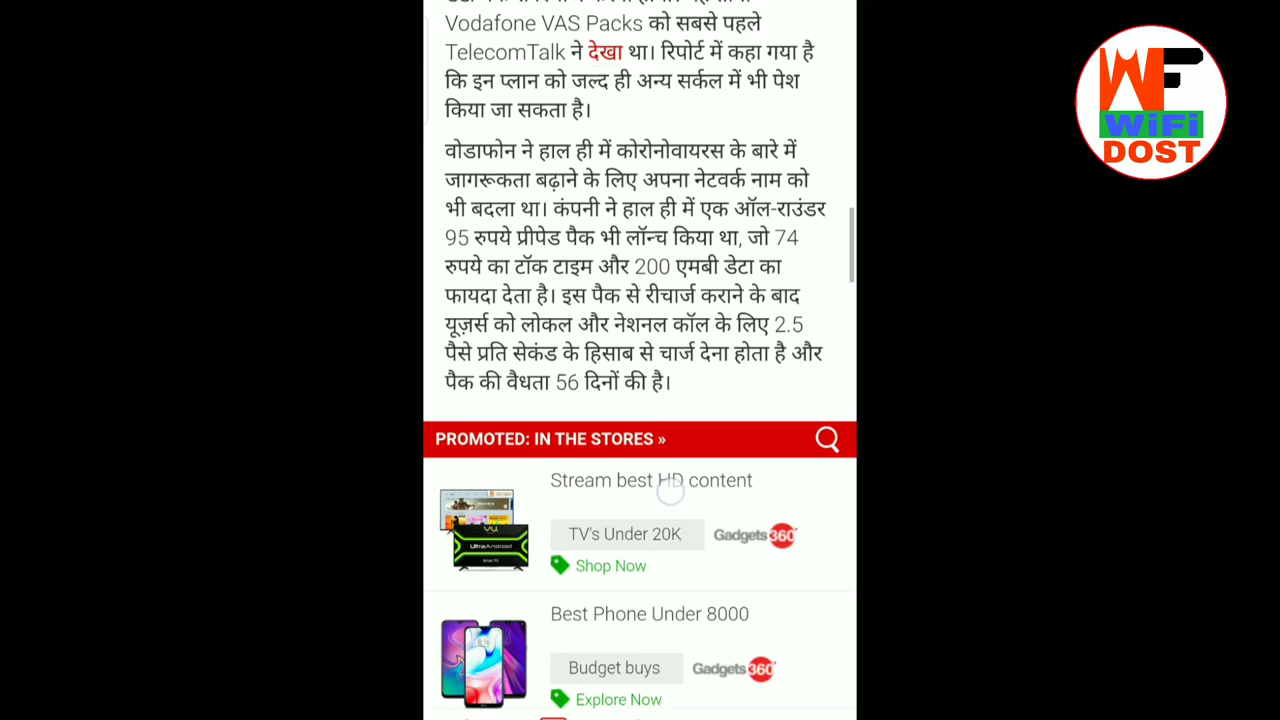 Vodafone VAS Packs को सबसे पहले
TelecomTalk ने देखा था। रिपोर्ट में कहा गया है
कि इन प्लान को जल्द ही अन्य सर्कल में भी पेश
किया जा सकता है।
वोडाफोन ने हाल ही में कोरोनोवायरस के बारे में
जागरूकता बढ़ाने के लिए अपना नेटवर्क नाम को
भी बदला था। कंपनी ने हाल ही में एक ऑल-राउंडर
95 रुपये प्रीपेड पैक भी लॉन्च किया था, जो 74
रुपये का टॉक टाइम और 200 एमबी डेटा का
फायदा देता है। इस पैक से रीचार्ज कराने के बाद
यूज़र्स को लोकल और नेशनल कॉल के लिए 2.5
पैसे प्रति सेकंड के हिसाब से चार्ज देना होता है और
पैक की वैधता 56 दिनों की है।
PROMOTED: IN THE STORES »
Stream best HD content
TV's Under 20K Gadgets 360°
Shop Now
Best Phone Under 8000
Budget buys Gadgets 360°
Explore Now
WF
WiFi
DOST
VU
UltraAndroid